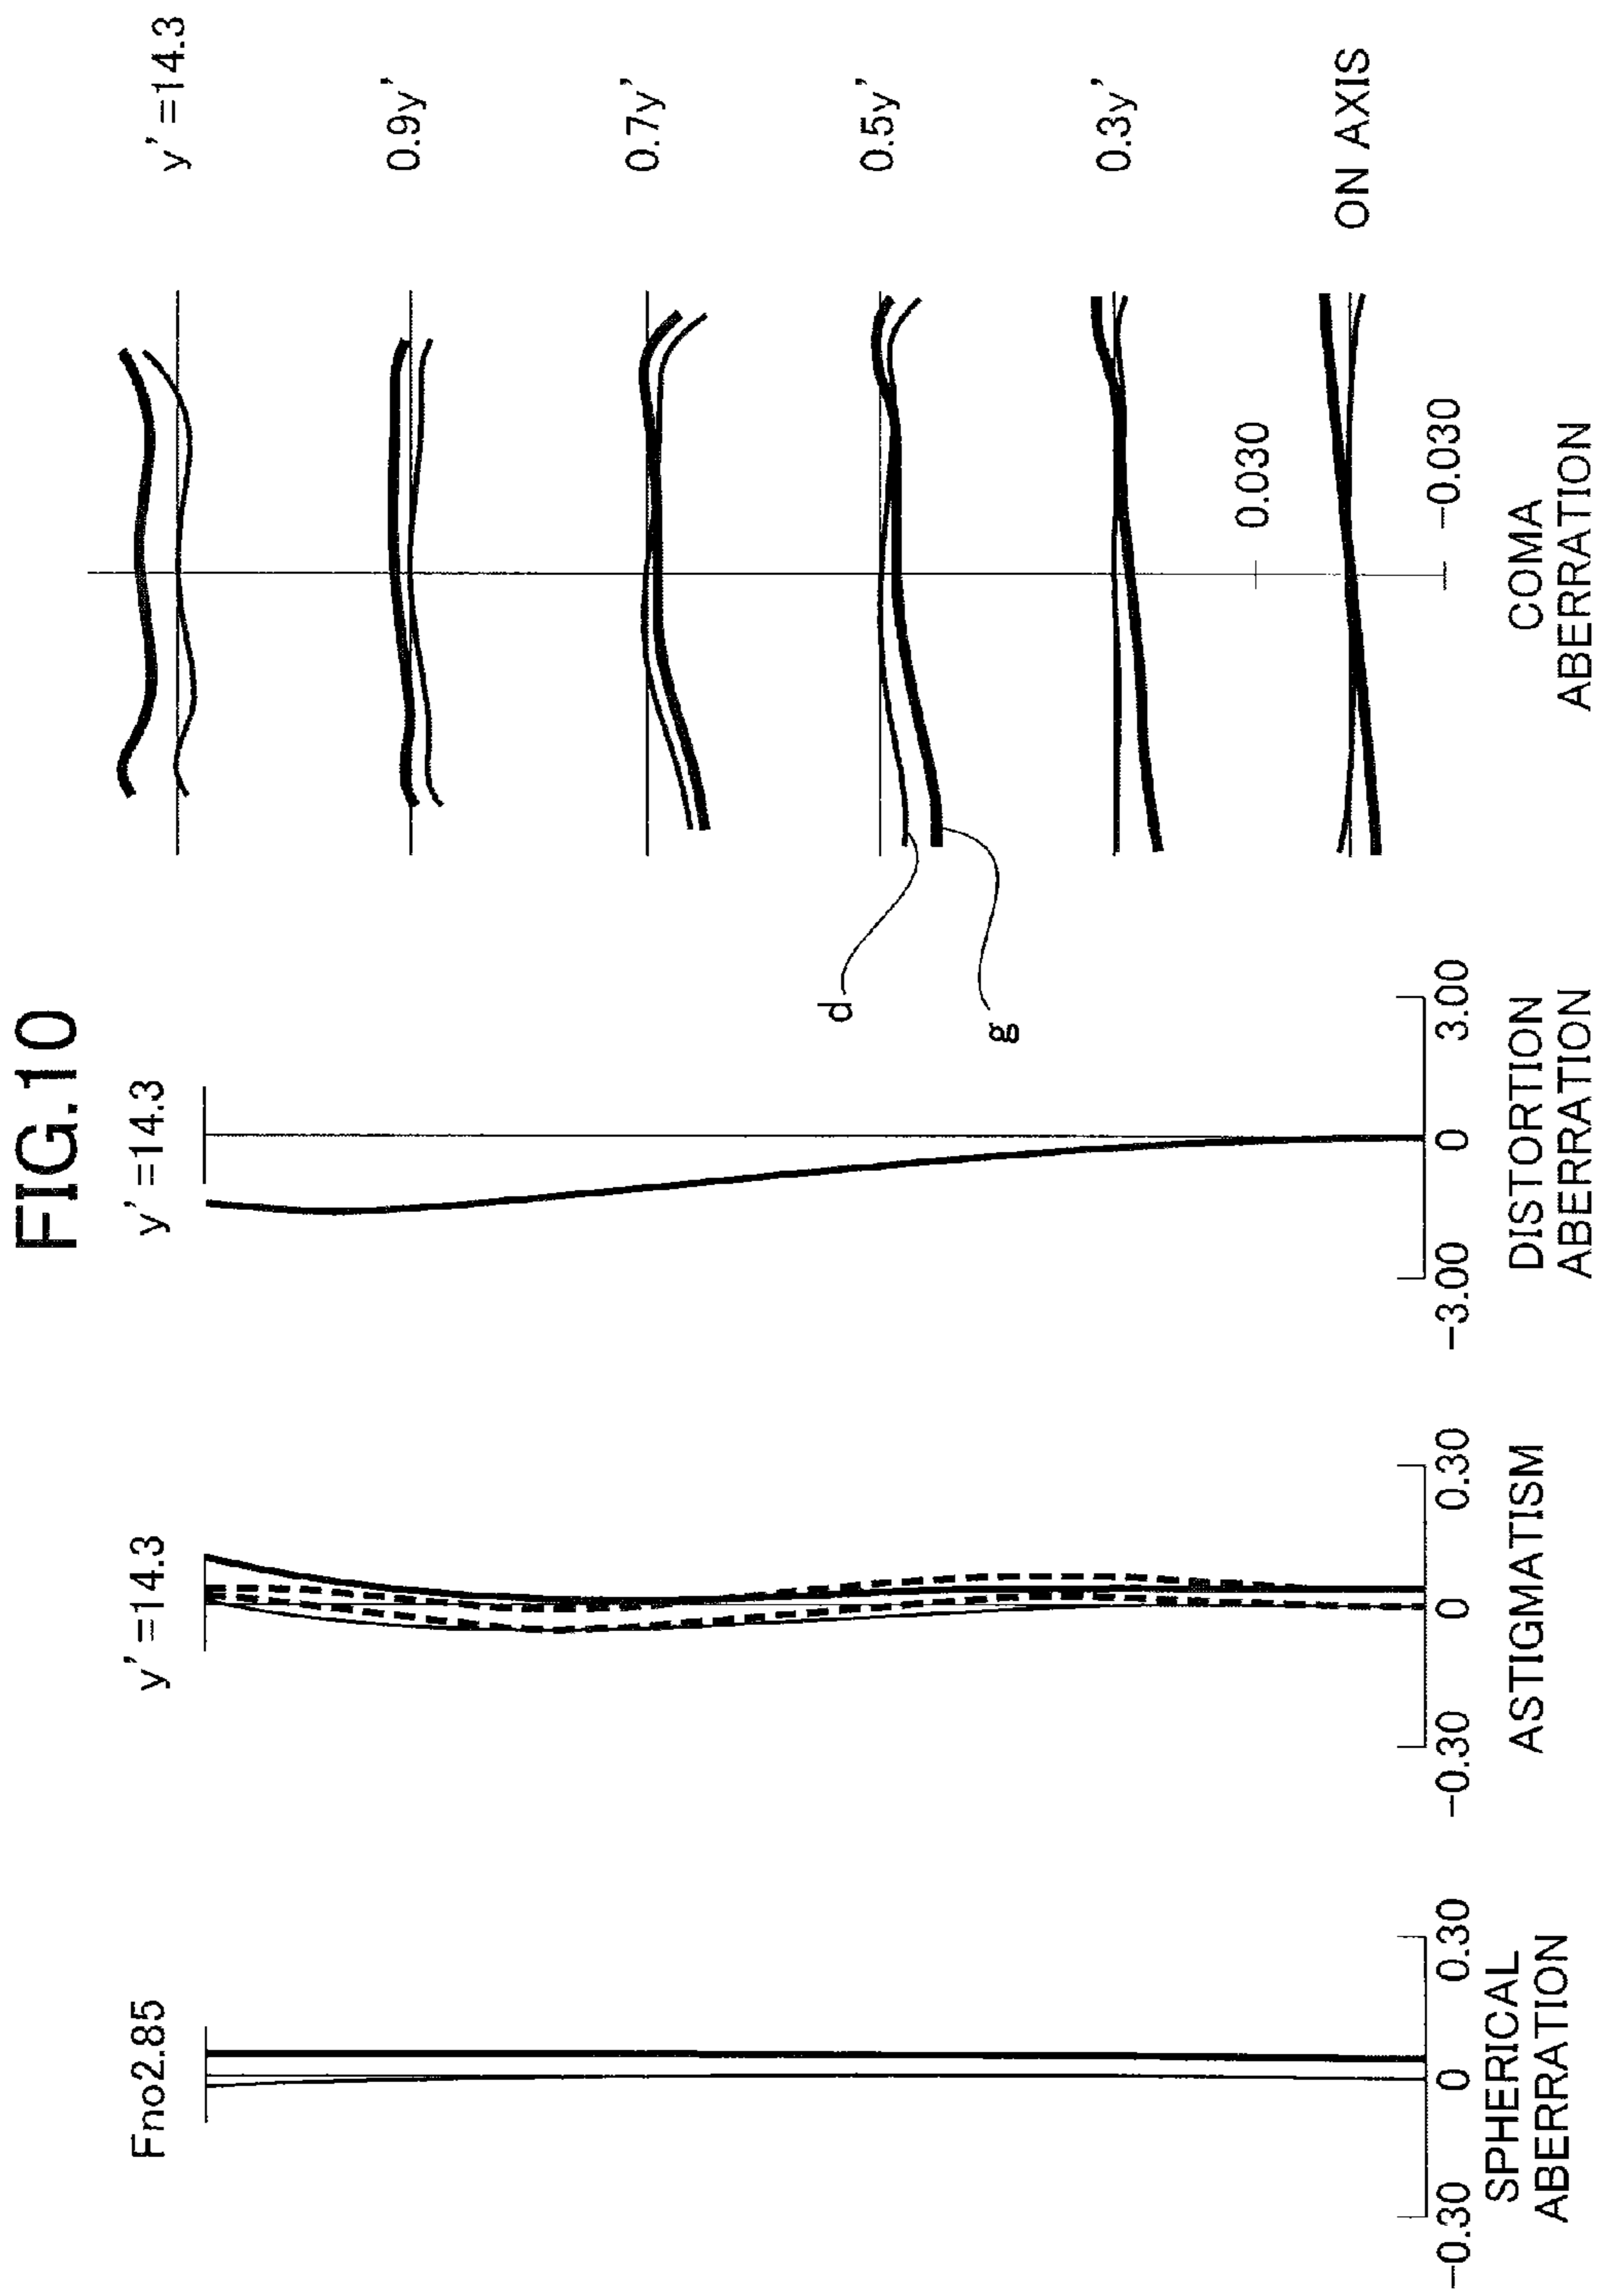 FIG.10
Fno2.85
-0.30
0
0.30
SPHERICAL
ABERRATION
y'=14.3
-0.30
0
0.30
ASTIGMATISM
y'=14.3
-3.00
0
3.00
DISTORTION
ABERRATION
y'=14.3
0.9y'
0.7y'
0.5y'
d
g
0.3y'
0.030
ON AXIS
-0.030
COMA
ABERRATION